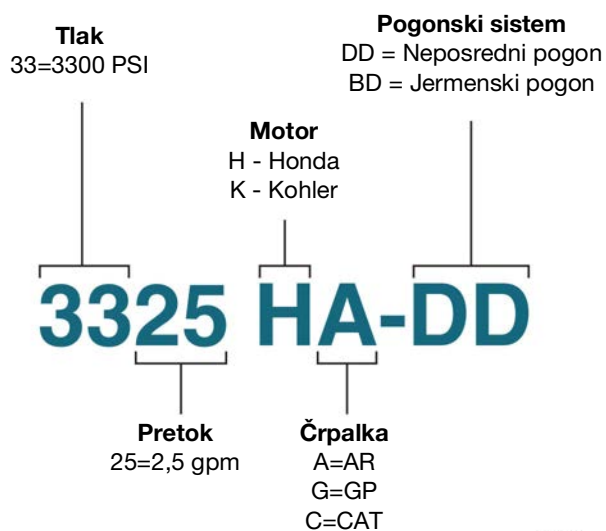 Tlak
33=3300 PSI
Pogonski sistem
DD = Neposredni pogon
BD = Jermenski pogon
Motor
H - Honda
K - Kohler
3325 HA-DD
Pretok
25=2,5 gpm
Črpalka
A=AR
G=GP
C=CAT